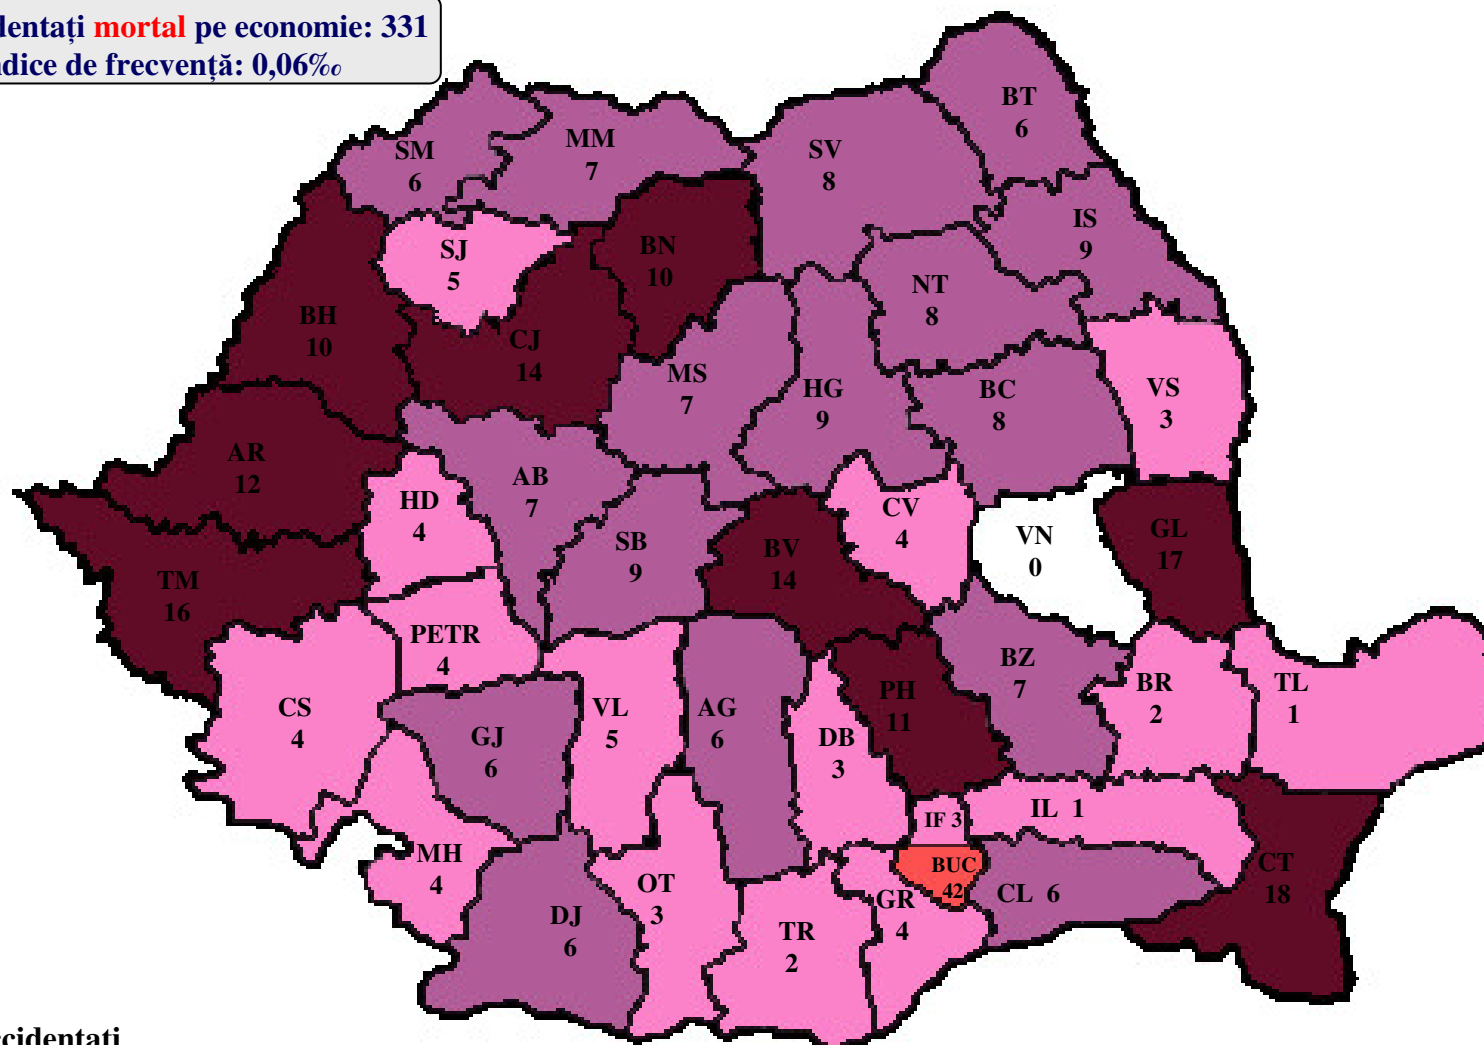 dentați mortal pe economie: 331
dice de frecvență: 0,06‰
BT
6
SM
6
MM
7
SV
8
IS
9
SJ
5
BN
10
NT
8
BH
10
CJ
14
MS
7
HG
9
BC
8
VS
3
AR
12
HD
4
AB
7
SB
9
BV
14
CV
4
VN
0
GL
17
TM
16
PETR
4
CS
4
GJ
6
VL
5
AG
6
DB
3
PH
11
BZ
7
BR
2
TL
1
IF 3
IL 1
MH
4
DJ
6
OT
3
TR
2
GR
4
BUC
42
CL 6
CT
18
cidentați